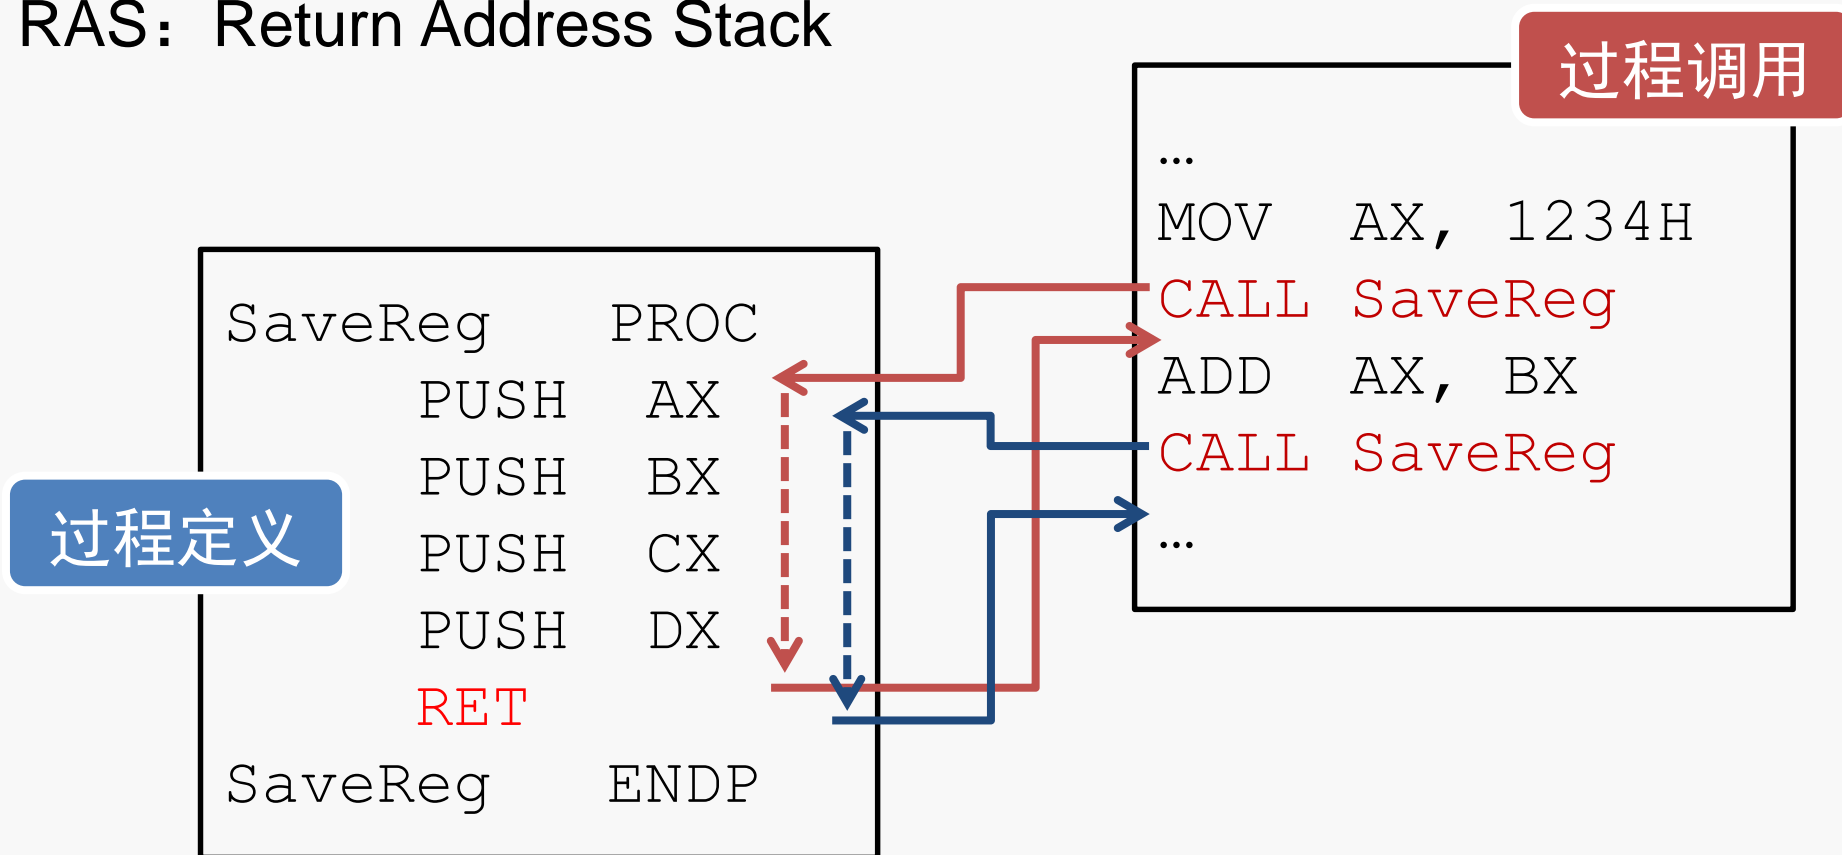 RAS：Return Address Stack
过程调用
…
MOV AX, 1234H
CALL SaveReg
ADD AX, BX
CALL SaveReg
…
过程定义
SaveReg PROC
PUSH AX
PUSH BX
PUSH CX
PUSH DX
RET
SaveReg ENDP